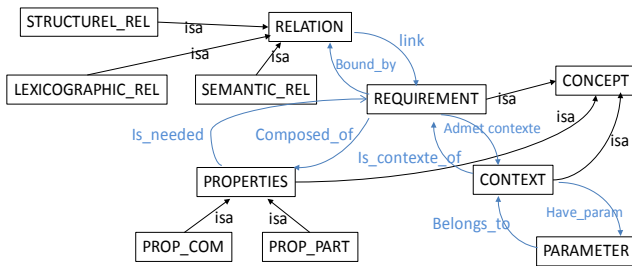 STRUCTUREL_REL
isa
RELATION
link
isa
isa
Bound_by
LEXICOGRAPHIC_REL
SEMANTIC_REL
REQUIREMENT
isa
CONCEPT
Is_needed
Composed_of
Admet contexte
isa
isa
Is_contexte_of
PROPERTIES
CONTEXT
isa
isa
Belongs_to
Have_param
PROP_COM
PROP_PART
PARAMETER